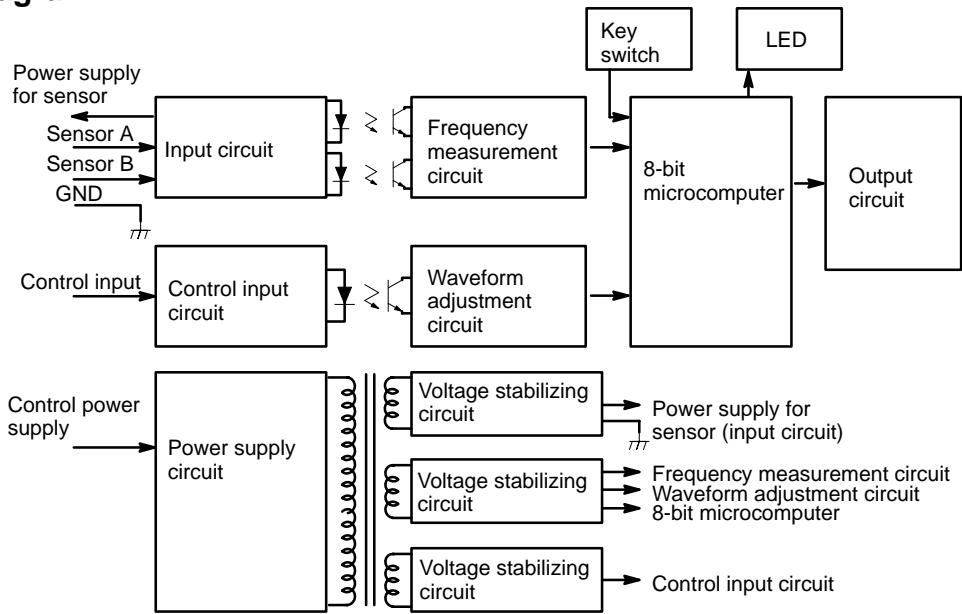 Key
switch
LED
Power supply
for sensor
Sensor A
Sensor B
GND
Input circuit
Frequency
measurement
circuit
8-bit
microcomputer
Output
circuit
Control input
Control input
circuit
Waveform
adjustment
circuit
Control power
supply
Power supply
circuit
Voltage stabilizing
circuit
Power supply for
sensor (input circuit)
Voltage stabilizing
circuit
Frequency measurement circuit
Waveform adjustment circuit
8-bit microcomputer
Voltage stabilizing
circuit
Control input circuit